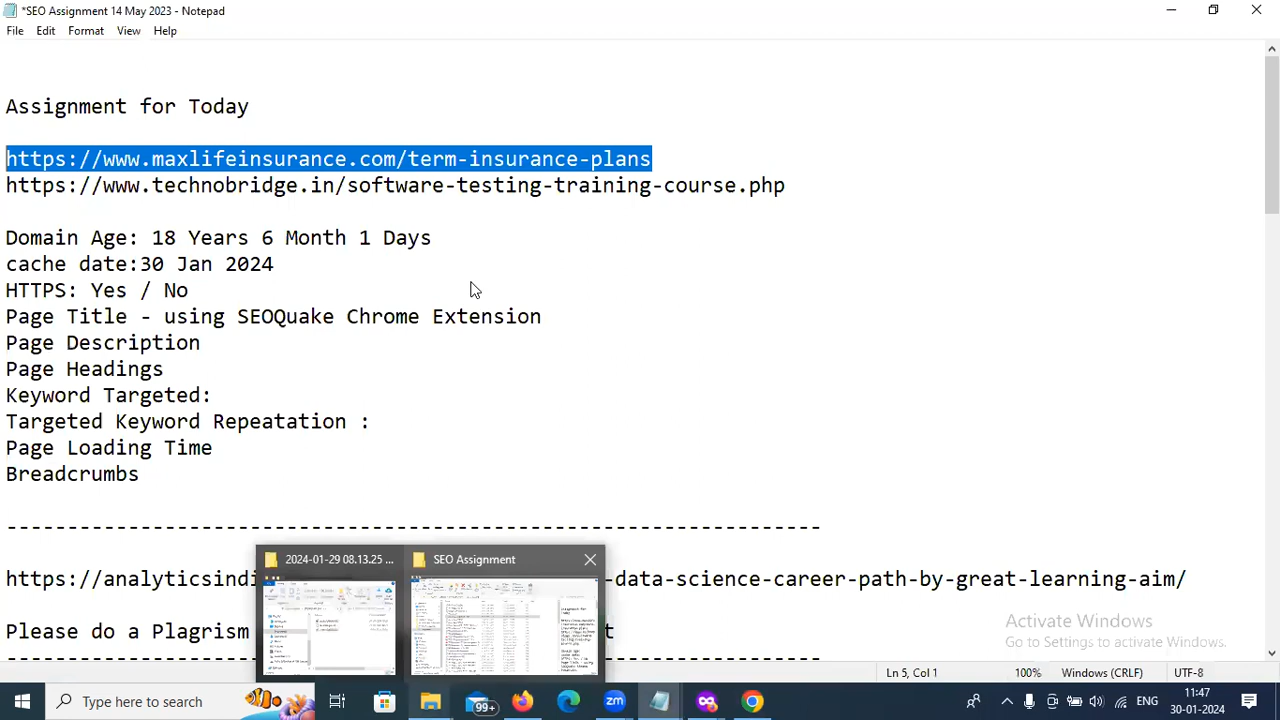 *SEO Assignment 14 May 2023 - Notepad
File Edit Format View Help
Assignment for Today
https://www.maxlifeinsurance.com/term-insurance-plans
https://www.technobridge.in/software-testing-training-course.php
Domain Age: 18 Years 6 Month 1 Days
cache date:30 Jan 2024
HTTPS: Yes / No
Page Title - using SEOQuake Chrome Extension
Page Description
Page Headings
Keyword Targeted:
Targeted Keyword Repeatation :
Page Loading Time
Breadcrumbs
--------------------------------------------------------------------
2024-01-29 08.13.25 ... SEO Assignment
https://analyticsindi -data-science-career-path-by-great-learning-aim/
Activate Windows
Please do a Plagrism t
Go to Settings to activate Windows.
Ln 5, Col 1 100% Windows (CRLF) UTF-8
Type here to search 99+ zm ENG 11:47
30-01-2024